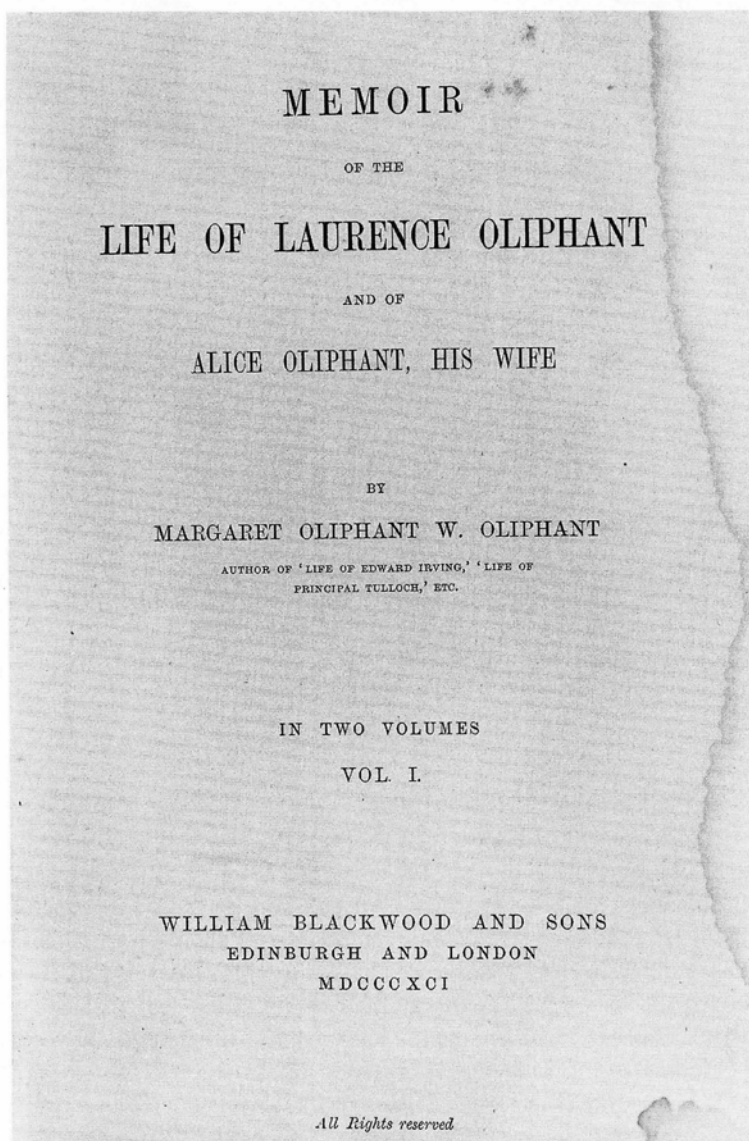 MEMOIR
OF THE
LIFE OF LAURENCE OLIPHANT
AND OF
ALICE OLIPHANT, HIS WIFE
BY
MARGARET OLIPHANT W. OLIPHANT
AUTHOR OF ‘LIFE OF EDWARD IRVING,’ ‘LIFE OF
PRINCIPAL TULLOCH,’ ETC.
IN TWO VOLUMES
VOL. I.
WILLIAM BLACKWOOD AND SONS
EDINBURGH AND LONDON
MDCCCXCI
All Rights reserved